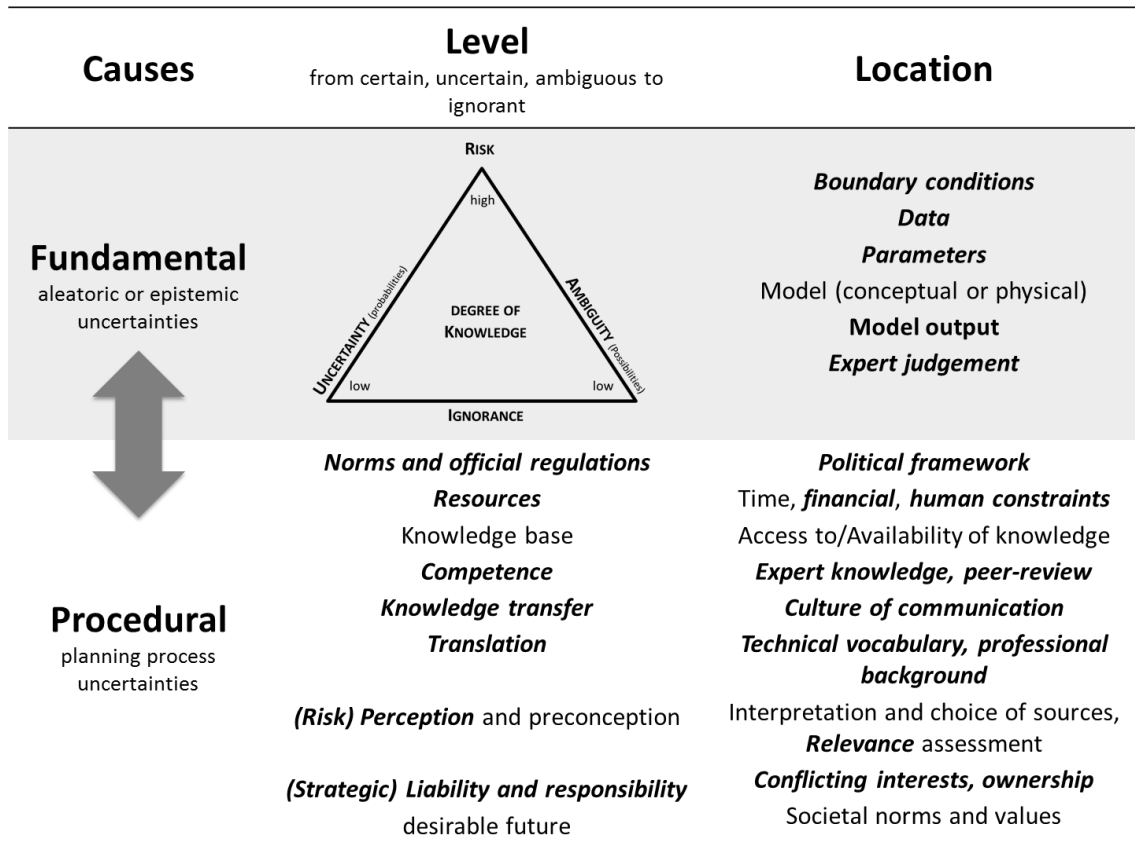 Causes
Level
from certain, uncertain, ambiguous to
ignorant
Location
Fundamental
aleatoric or epistemic
uncertainties
RISK
high
UNCERTAINTY (probabilities)
AMBIGUITY (Possibilities)
DEGREE OF
KNOWLEDGE
low
low
IGNORANCE
Boundary conditions
Data
Parameters
Model (conceptual or physical)
Model output
Expert judgement
Procedural
planning process
uncertainties
Norms and official regulations
Resources
Knowledge base
Competence
Knowledge transfer
Translation
(Risk) Perception and preconception
(Strategic) Liability and responsibility
desirable future
Political framework
Time, financial, human constraints
Access to/Availability of knowledge
Expert knowledge, peer-review
Culture of communication
Technical vocabulary, professional
background
Interpretation and choice of sources,
Relevance assessment
Conflicting interests, ownership
Societal norms and values